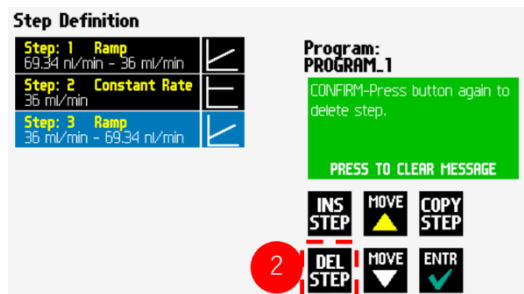 Step Definition
Step: 1 Ramp
69.34 nl/min - 36 ml/min
Step: 2 Constant Rate
36 ml/min
Step: 3 Ramp
36 ml/min - 69.34 nl/min
Program:
PROGRAM_1
CONFIRM-Press button again to
delete step.
PRESS TO CLEAR MESSAGE
INS
STEP
MOVE
COPY
STEP
2
DEL
STEP
MOVE
ENTR